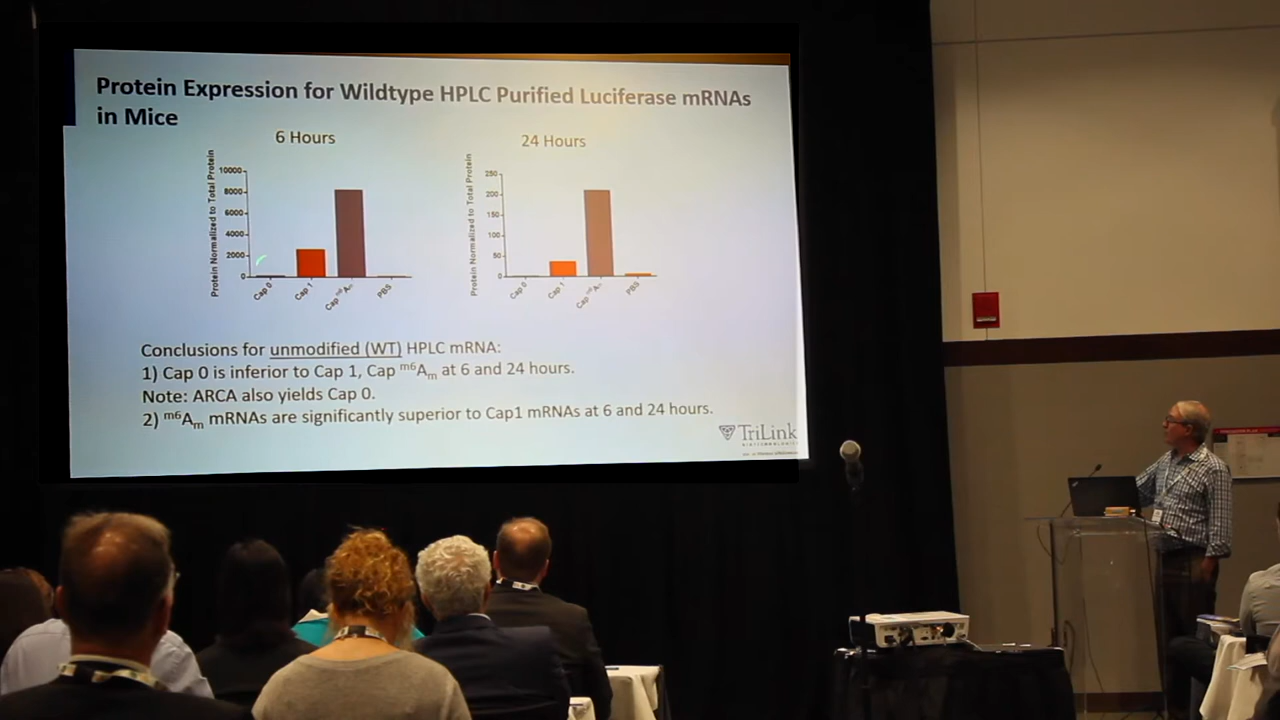 Protein Expression for Wildtype HPLC Purified Luciferase mRNAs
in Mice
6 Hours
24 Hours
Protein Normalized to Total Protein
10000
8000
6000
4000
2000
0
Cap 0
Cap 1
Cap m6Am
PBS
Protein Normalized to Total Protein
250
200
150
100
50
0
Cap 0
Cap 1
Cap m6Am
PBS
Conclusions for unmodified (WT) HPLC mRNA:
1) Cap 0 is inferior to Cap 1, Cap m6Am at 6 and 24 hours.
Note: ARCA also yields Cap 0.
2) m6Am mRNAs are significantly superior to Cap1 mRNAs at 6 and 24 hours.
TriLink
BIOTECHNOLOGIES